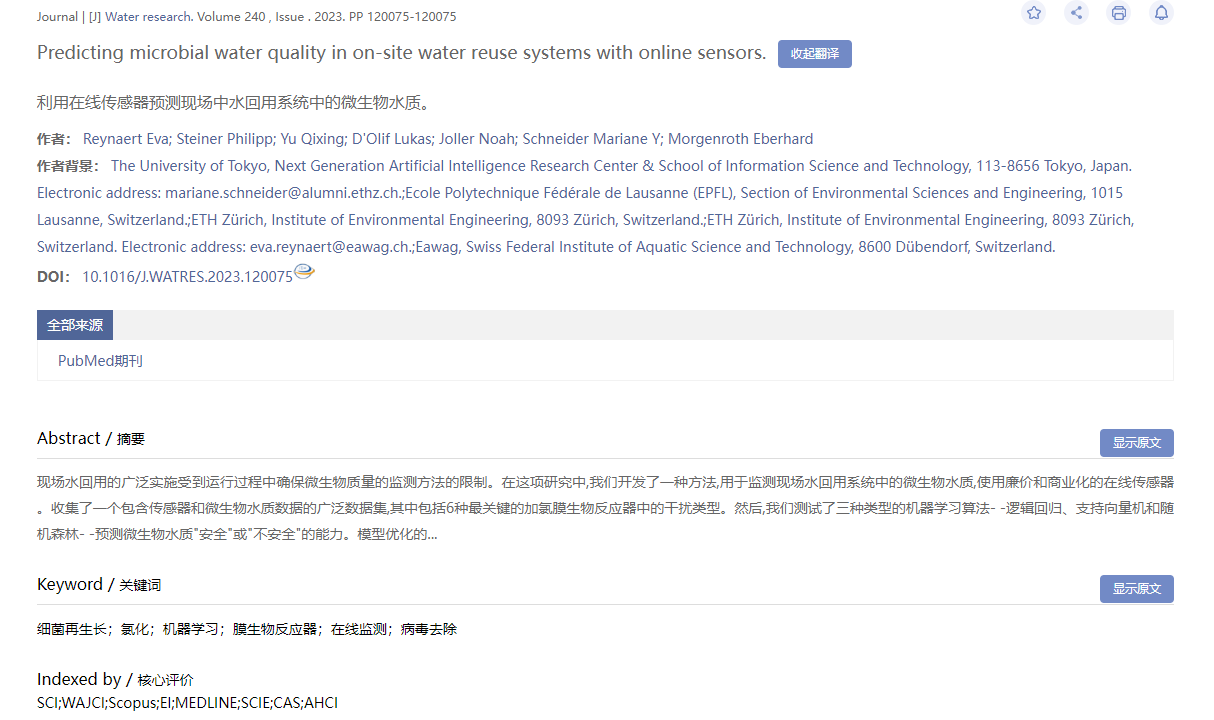 Journal | [J] Water research. Volume 240 , Issue . 2023. PP 120075-120075
Predicting microbial water quality in on-site water reuse systems with online sensors. 收起翻译
利用在线传感器预测现场中水回用系统中的微生物水质。
作者： Reynaert Eva; Steiner Philipp; Yu Qixing; D'Olif Lukas; Joller Noah; Schneider Mariane Y; Morgenroth Eberhard
作者背景： The University of Tokyo, Next Generation Artificial Intelligence Research Center & School of Information Science and Technology, 113-8656 Tokyo, Japan.
Electronic address: mariane.schneider@alumni.ethz.ch.;Ecole Polytechnique Fédérale de Lausanne (EPFL), Section of Environmental Sciences and Engineering, 1015
Lausanne, Switzerland.;ETH Zürich, Institute of Environmental Engineering, 8093 Zürich, Switzerland.;ETH Zürich, Institute of Environmental Engineering, 8093 Zürich,
Switzerland. Electronic address: eva.reynaert@eawag.ch.;Eawag, Swiss Federal Institute of Aquatic Science and Technology, 8600 Dübendorf, Switzerland.
DOI： 10.1016/J.WATRES.2023.120075
全部来源
PubMed期刊
Abstract / 摘要 显示原文
现场水回用的广泛实施受到运行过程中确保微生物质量的监测方法的限制。在这项研究中,我们开发了一种方法,用于监测现场水回用系统中的微生物水质,使用廉价和商业化的在线传感器
。收集了一个包含传感器和微生物水质数据的广泛数据集,其中包括6种最关键的加氯膜生物反应器中的干扰类型。然后,我们测试了三种类型的机器学习算法- -逻辑回归、支持向量机和随
机森林- -预测微生物水质"安全"或"不安全"的能力。模型优化的...
Keyword / 关键词 显示原文
细菌再生长；氯化；机器学习；膜生物反应器；在线监测；病毒去除
Indexed by / 核心评价
SCI;WAJCI;Scopus;EI;MEDLINE;SCIE;CAS;AHCI